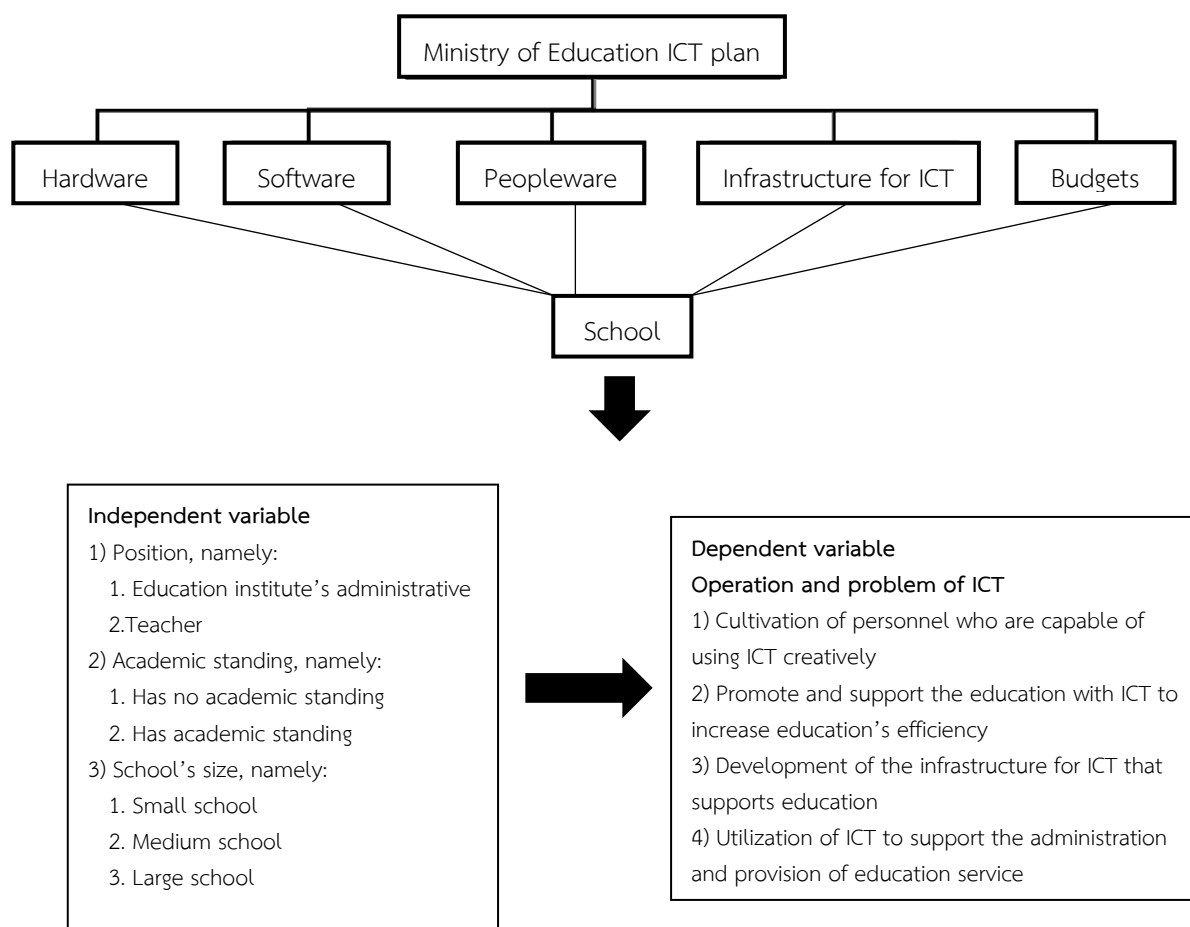 Ministry of Education ICT plan
Hardware
Software
Peopleware
Infrastructure for ICT
Budgets
School
Independent variable
1) Position, namely:
1. Education institute’s administrative
2.Teacher
2) Academic standing, namely:
1. Has no academic standing
2. Has academic standing
3) School’s size, namely:
1. Small school
2. Medium school
3. Large school
Dependent variable
Operation and problem of ICT
1) Cultivation of personnel who are capable of
using ICT creatively
2) Promote and support the education with ICT to
increase education’s efficiency
3) Development of the infrastructure for ICT that
supports education
4) Utilization of ICT to support the administration
and provision of education service